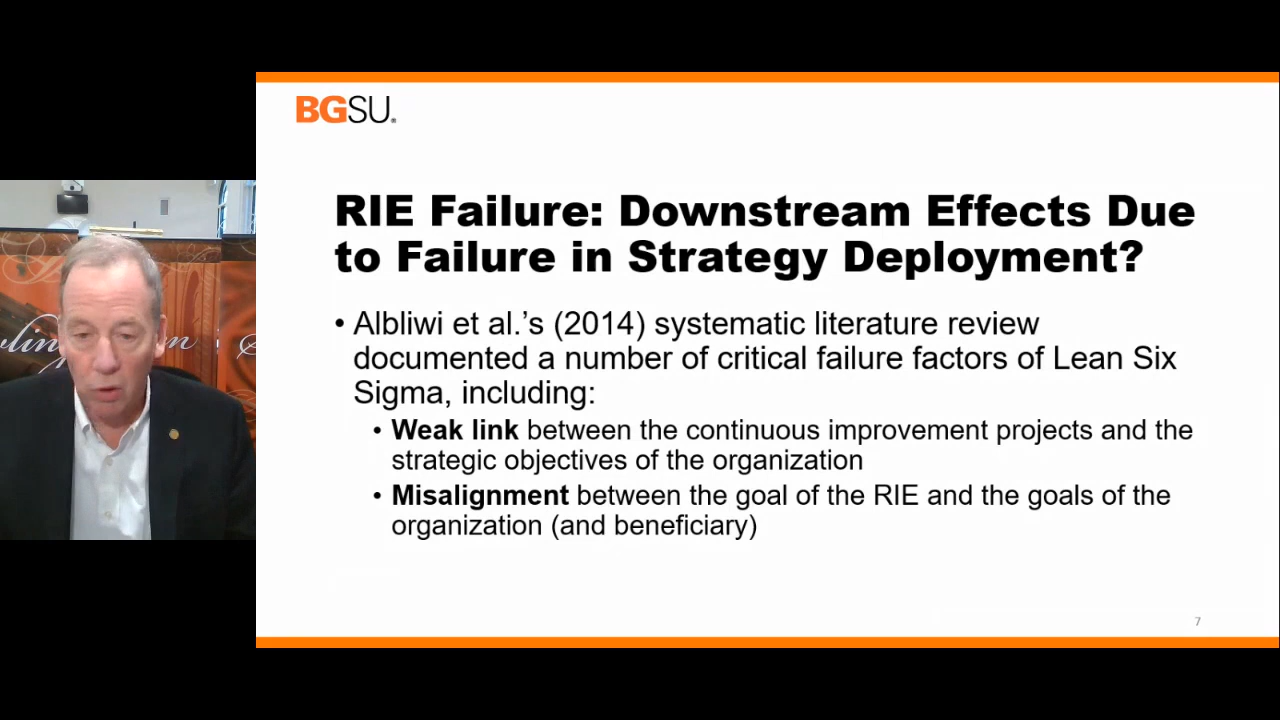 BGSU.
RIE Failure: Downstream Effects Due
to Failure in Strategy Deployment?
• Albliwi et al.’s (2014) systematic literature review
documented a number of critical failure factors of Lean Six
Sigma, including:
• Weak link between the continuous improvement projects and the
strategic objectives of the organization
• Misalignment between the goal of the RIE and the goals of the
organization (and beneficiary)
7